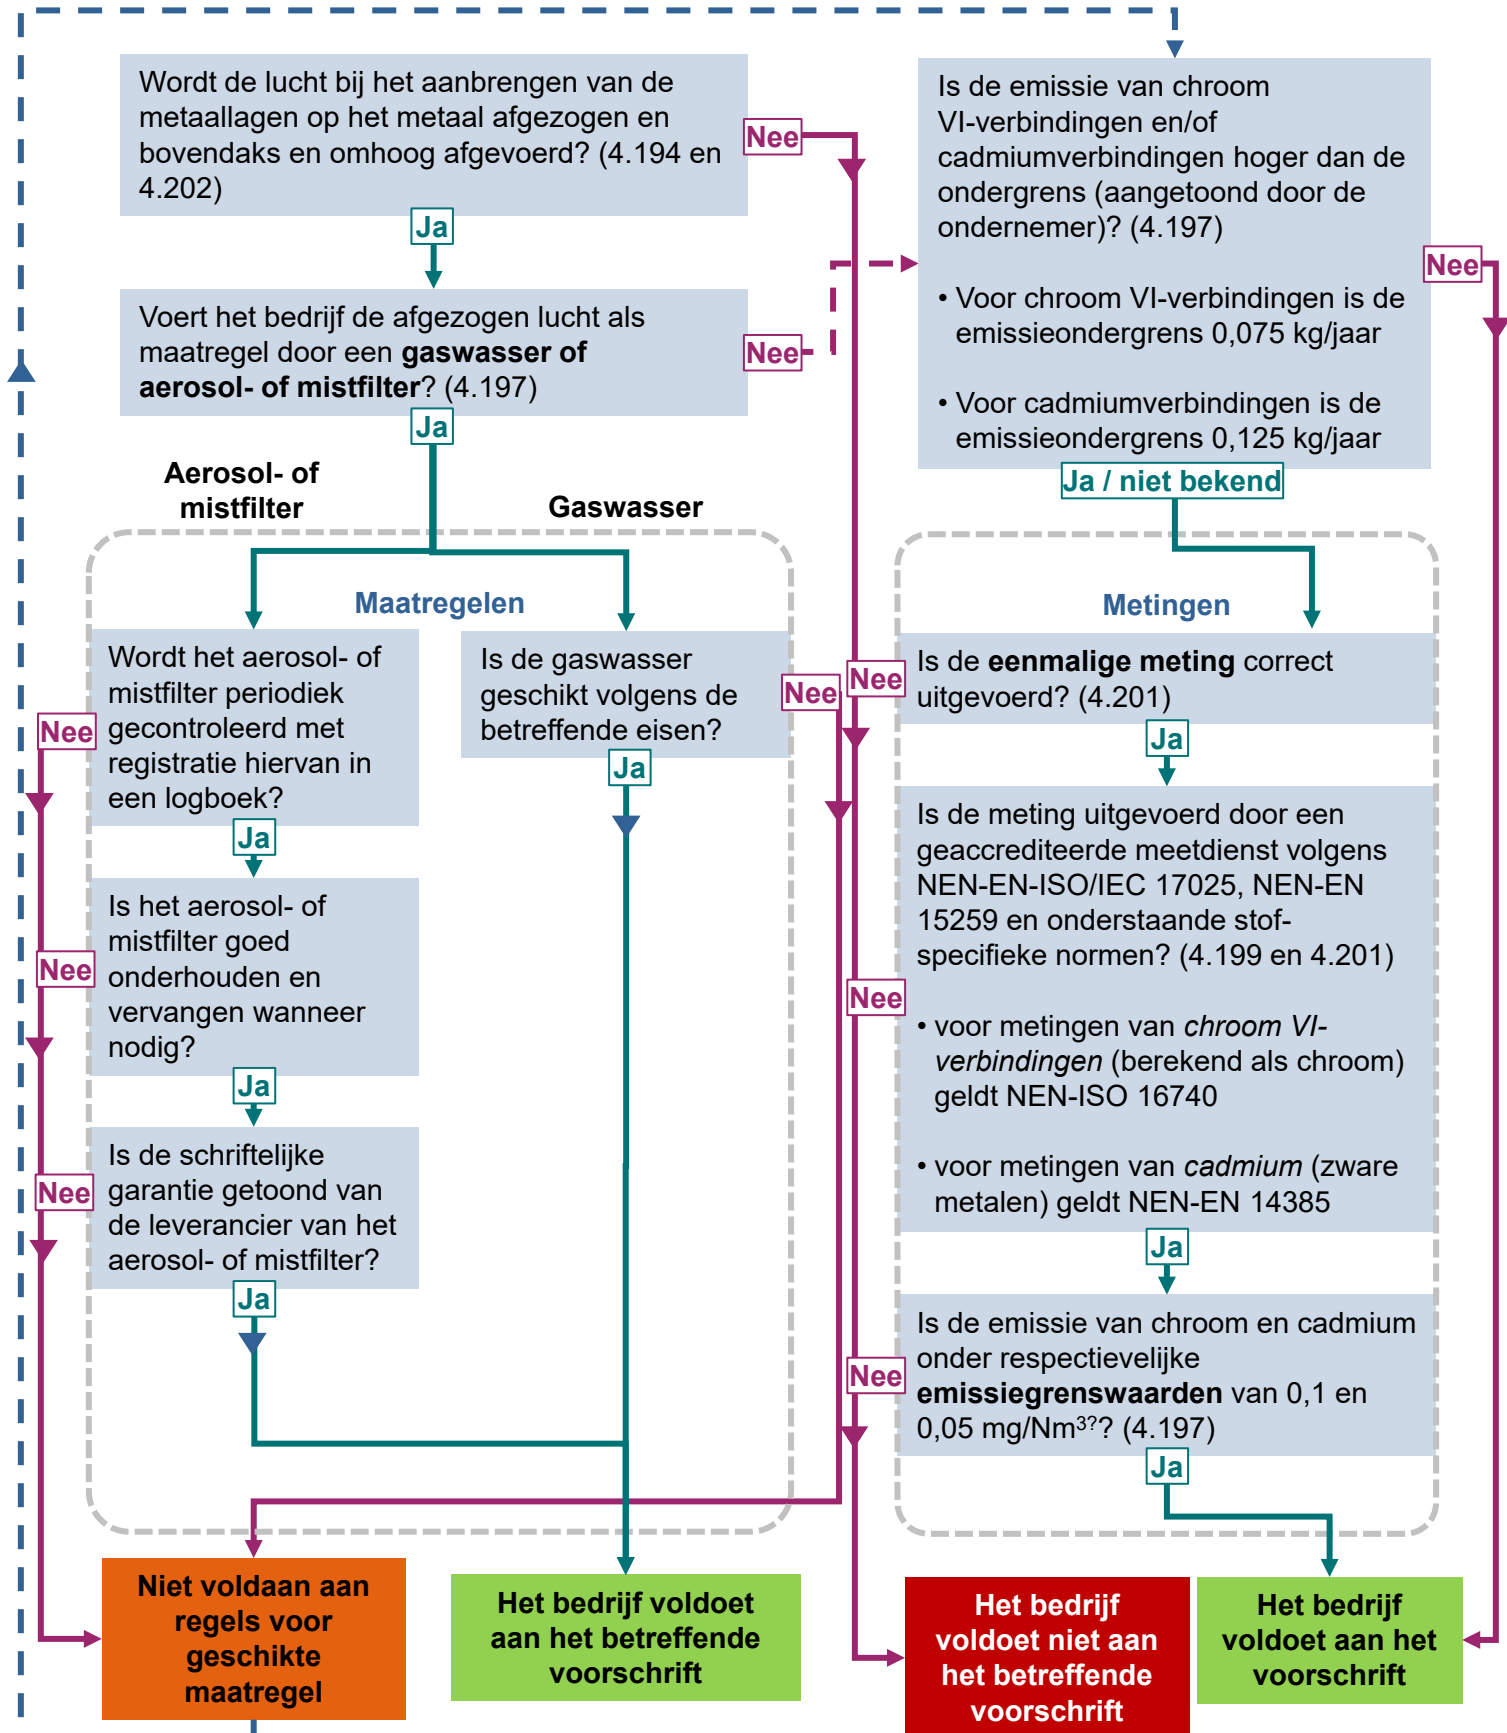 Wordt de lucht bij het aanbrengen van de
metaallagen op het metaal afgezogen en
bovendaks en omhoog afgevoerd? (4.194 en
4.202)
Nee
Ja
Voert het bedrijf de afgezogen lucht als
maatregel door een gaswasser of
aerosol- of mistfilter? (4.197)
Nee
Ja
Is de emissie van chroom
VI-verbindingen en/of
cadmiumverbindingen hoger dan de
ondergrens (aangetoond door de
ondernemer)? (4.197)
• Voor chroom VI-verbindingen is de
emissieondergrens 0,075 kg/jaar
• Voor cadmiumverbindingen is de
emissieondergrens 0,125 kg/jaar
Nee
Ja / niet bekend
Aerosol- of
mistfilter
Gaswasser
Maatregelen
Wordt het aerosol- of
mistfilter periodiek
gecontroleerd met
registratie hiervan in
een logboek?
Nee
Ja
Is het aerosol- of
mistfilter goed
onderhouden en
vervangen wanneer
nodig?
Nee
Ja
Is de schriftelijke
garantie getoond van
de leverancier van het
aerosol- of mistfilter?
Nee
Ja
Is de gaswasser
geschikt volgens de
betreffende eisen?
Nee
Ja
Metingen
Is de eenmalige meting correct
uitgevoerd? (4.201)
Nee
Ja
Is de meting uitgevoerd door een
geaccrediteerde meetdienst volgens
NEN-EN-ISO/IEC 17025, NEN-EN
15259 en onderstaande stof-
specifieke normen? (4.199 en 4.201)
• voor metingen van chroom VI-
verbindingen (berekend als chroom)
geldt NEN-ISO 16740
• voor metingen van cadmium (zware
metalen) geldt NEN-EN 14385
Nee
Ja
Is de emissie van chroom en cadmium
onder respectievelijke
emissiegrenswaarden van 0,1 en
0,05 mg/Nm³?? (4.197)
Nee
Ja
Niet voldaan aan
regels voor
geschikte
maatregel
Het bedrijf voldoet
aan het betreffende
voorschrift
Het bedrijf
voldoet niet aan
het betreffende
voorschrift
Het bedrijf
voldoet aan het
voorschrift